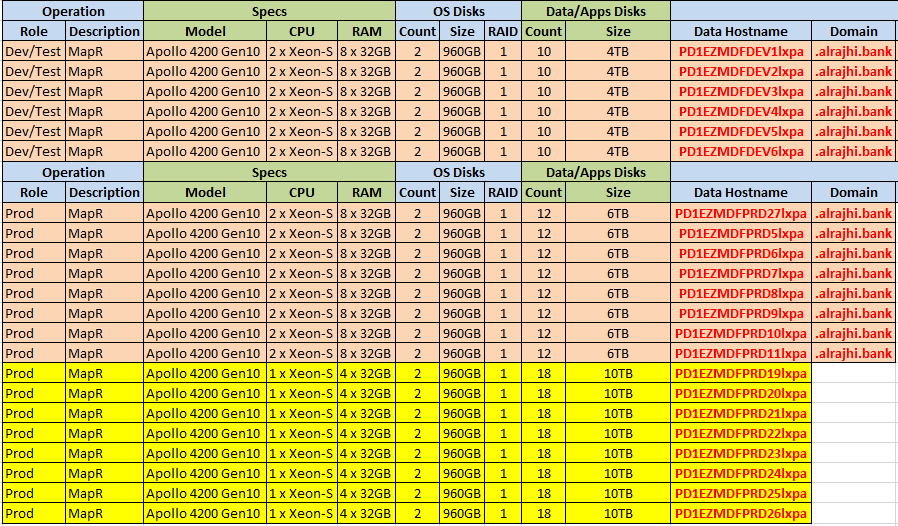 Operation Specs OS Disks Data/Apps Disks
Role Description Model CPU RAM Count Size RAID Count Size Data Hostname Domain
Dev/Test MapR Apollo 4200 Gen10 2 x Xeon-S 8 x 32GB 2 960GB 1 10 4TB PD1EZMDFDEV1lxpa .alrajhi.bank
Dev/Test MapR Apollo 4200 Gen10 2 x Xeon-S 8 x 32GB 2 960GB 1 10 4TB PD1EZMDFDEV2lxpa .alrajhi.bank
Dev/Test MapR Apollo 4200 Gen10 2 x Xeon-S 8 x 32GB 2 960GB 1 10 4TB PD1EZMDFDEV3lxpa .alrajhi.bank
Dev/Test MapR Apollo 4200 Gen10 2 x Xeon-S 8 x 32GB 2 960GB 1 10 4TB PD1EZMDFDEV4lxpa .alrajhi.bank
Dev/Test MapR Apollo 4200 Gen10 2 x Xeon-S 8 x 32GB 2 960GB 1 10 4TB PD1EZMDFDEV5lxpa .alrajhi.bank
Dev/Test MapR Apollo 4200 Gen10 2 x Xeon-S 8 x 32GB 2 960GB 1 10 4TB PD1EZMDFDEV6lxpa .alrajhi.bank
Operation Specs OS Disks Data/Apps Disks
Role Description Model CPU RAM Count Size RAID Count Size Data Hostname Domain
Prod MapR Apollo 4200 Gen10 2 x Xeon-S 8 x 32GB 2 960GB 1 12 6TB PD1EZMDFPRD27lxpa .alrajhi.bank
Prod MapR Apollo 4200 Gen10 2 x Xeon-S 8 x 32GB 2 960GB 1 12 6TB PD1EZMDFPRD5lxpa .alrajhi.bank
Prod MapR Apollo 4200 Gen10 2 x Xeon-S 8 x 32GB 2 960GB 1 12 6TB PD1EZMDFPRD6lxpa .alrajhi.bank
Prod MapR Apollo 4200 Gen10 2 x Xeon-S 8 x 32GB 2 960GB 1 12 6TB PD1EZMDFPRD7lxpa .alrajhi.bank
Prod MapR Apollo 4200 Gen10 2 x Xeon-S 8 x 32GB 2 960GB 1 12 6TB PD1EZMDFPRD8lxpa .alrajhi.bank
Prod MapR Apollo 4200 Gen10 2 x Xeon-S 8 x 32GB 2 960GB 1 12 6TB PD1EZMDFPRD9lxpa .alrajhi.bank
Prod MapR Apollo 4200 Gen10 2 x Xeon-S 8 x 32GB 2 960GB 1 12 6TB PD1EZMDFPRD10lxpa .alrajhi.bank
Prod MapR Apollo 4200 Gen10 2 x Xeon-S 8 x 32GB 2 960GB 1 12 6TB PD1EZMDFPRD11lxpa .alrajhi.bank
Prod MapR Apollo 4200 Gen10 1 x Xeon-S 4 x 32GB 2 960GB 1 18 10TB PD1EZMDFPRD19lxpa
Prod MapR Apollo 4200 Gen10 1 x Xeon-S 4 x 32GB 2 960GB 1 18 10TB PD1EZMDFPRD20lxpa
Prod MapR Apollo 4200 Gen10 1 x Xeon-S 4 x 32GB 2 960GB 1 18 10TB PD1EZMDFPRD21lxpa
Prod MapR Apollo 4200 Gen10 1 x Xeon-S 4 x 32GB 2 960GB 1 18 10TB PD1EZMDFPRD22lxpa
Prod MapR Apollo 4200 Gen10 1 x Xeon-S 4 x 32GB 2 960GB 1 18 10TB PD1EZMDFPRD23lxpa
Prod MapR Apollo 4200 Gen10 1 x Xeon-S 4 x 32GB 2 960GB 1 18 10TB PD1EZMDFPRD24lxpa
Prod MapR Apollo 4200 Gen10 1 x Xeon-S 4 x 32GB 2 960GB 1 18 10TB PD1EZMDFPRD25lxpa
Prod MapR Apollo 4200 Gen10 1 x Xeon-S 4 x 32GB 2 960GB 1 18 10TB PD1EZMDFPRD26lxpa